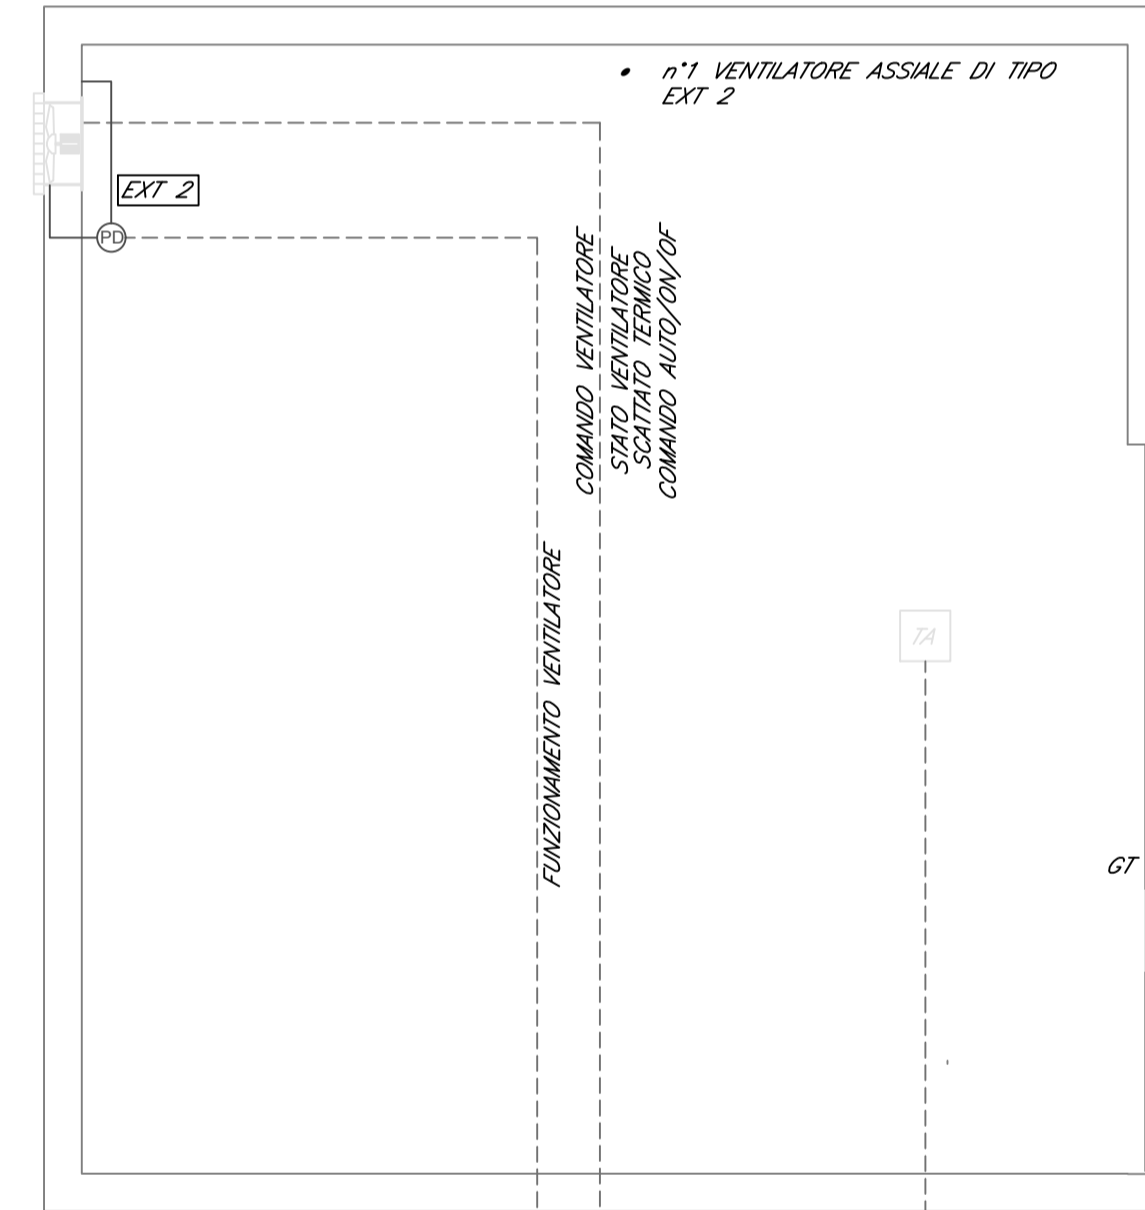 • n°1 VENTILATORE ASSIALE DI TIPO
EXT 2
EXT 2
PD
COMANDO VENTILATORE
STATO VENTILATORE
SCATTATO TERMICO
COMANDO AUTO/ON/OF
FUNZIONAMENTO VENTILATORE
TA
GT